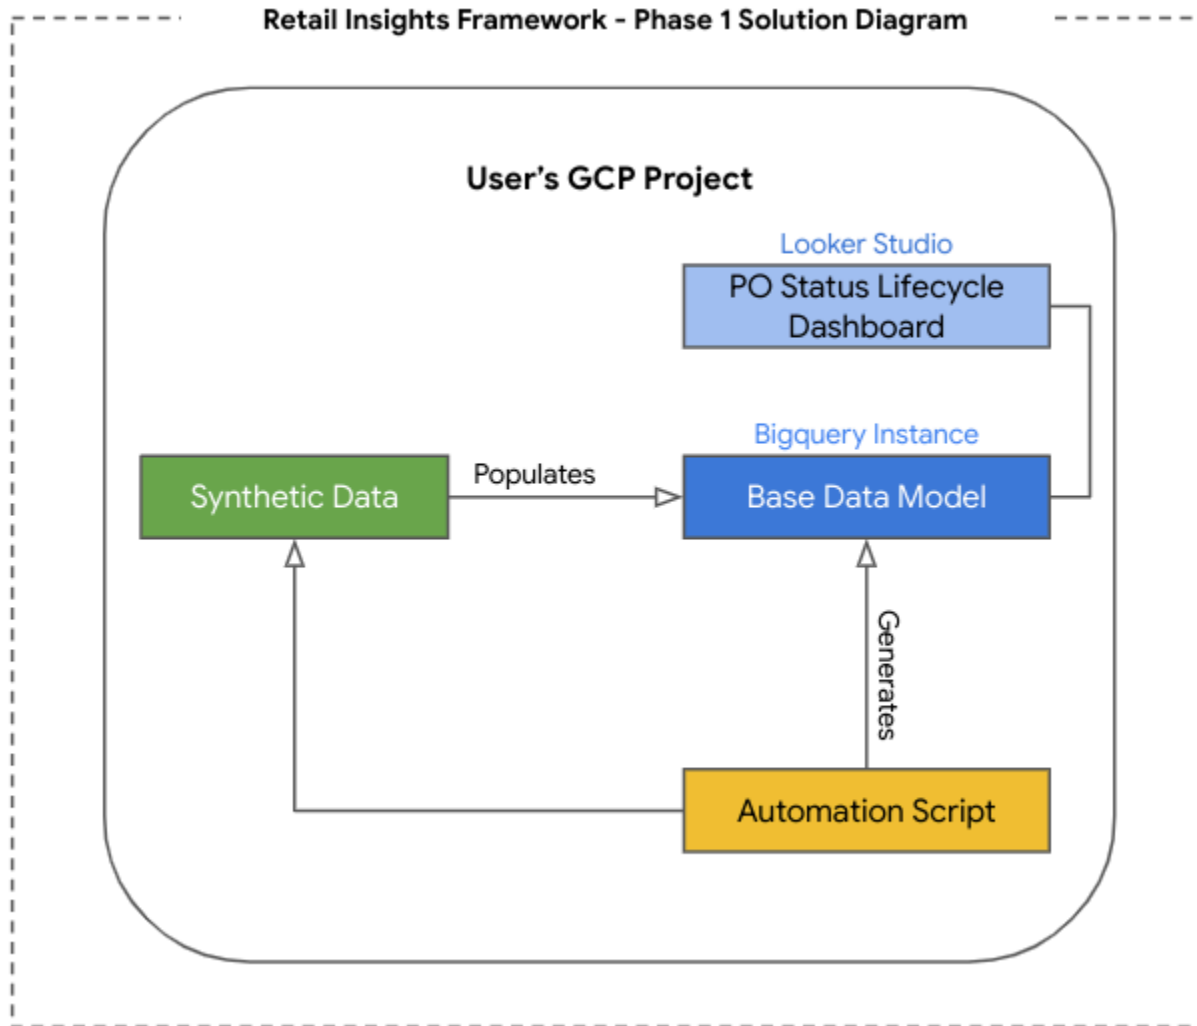 Retail Insights Framework - Phase 1 Solution Diagram
User's GCP Project
Looker Studio
PO Status Lifecycle
Dashboard
Bigquery Instance
Synthetic Data
Populates
Base Data Model
Generates
Automation Script